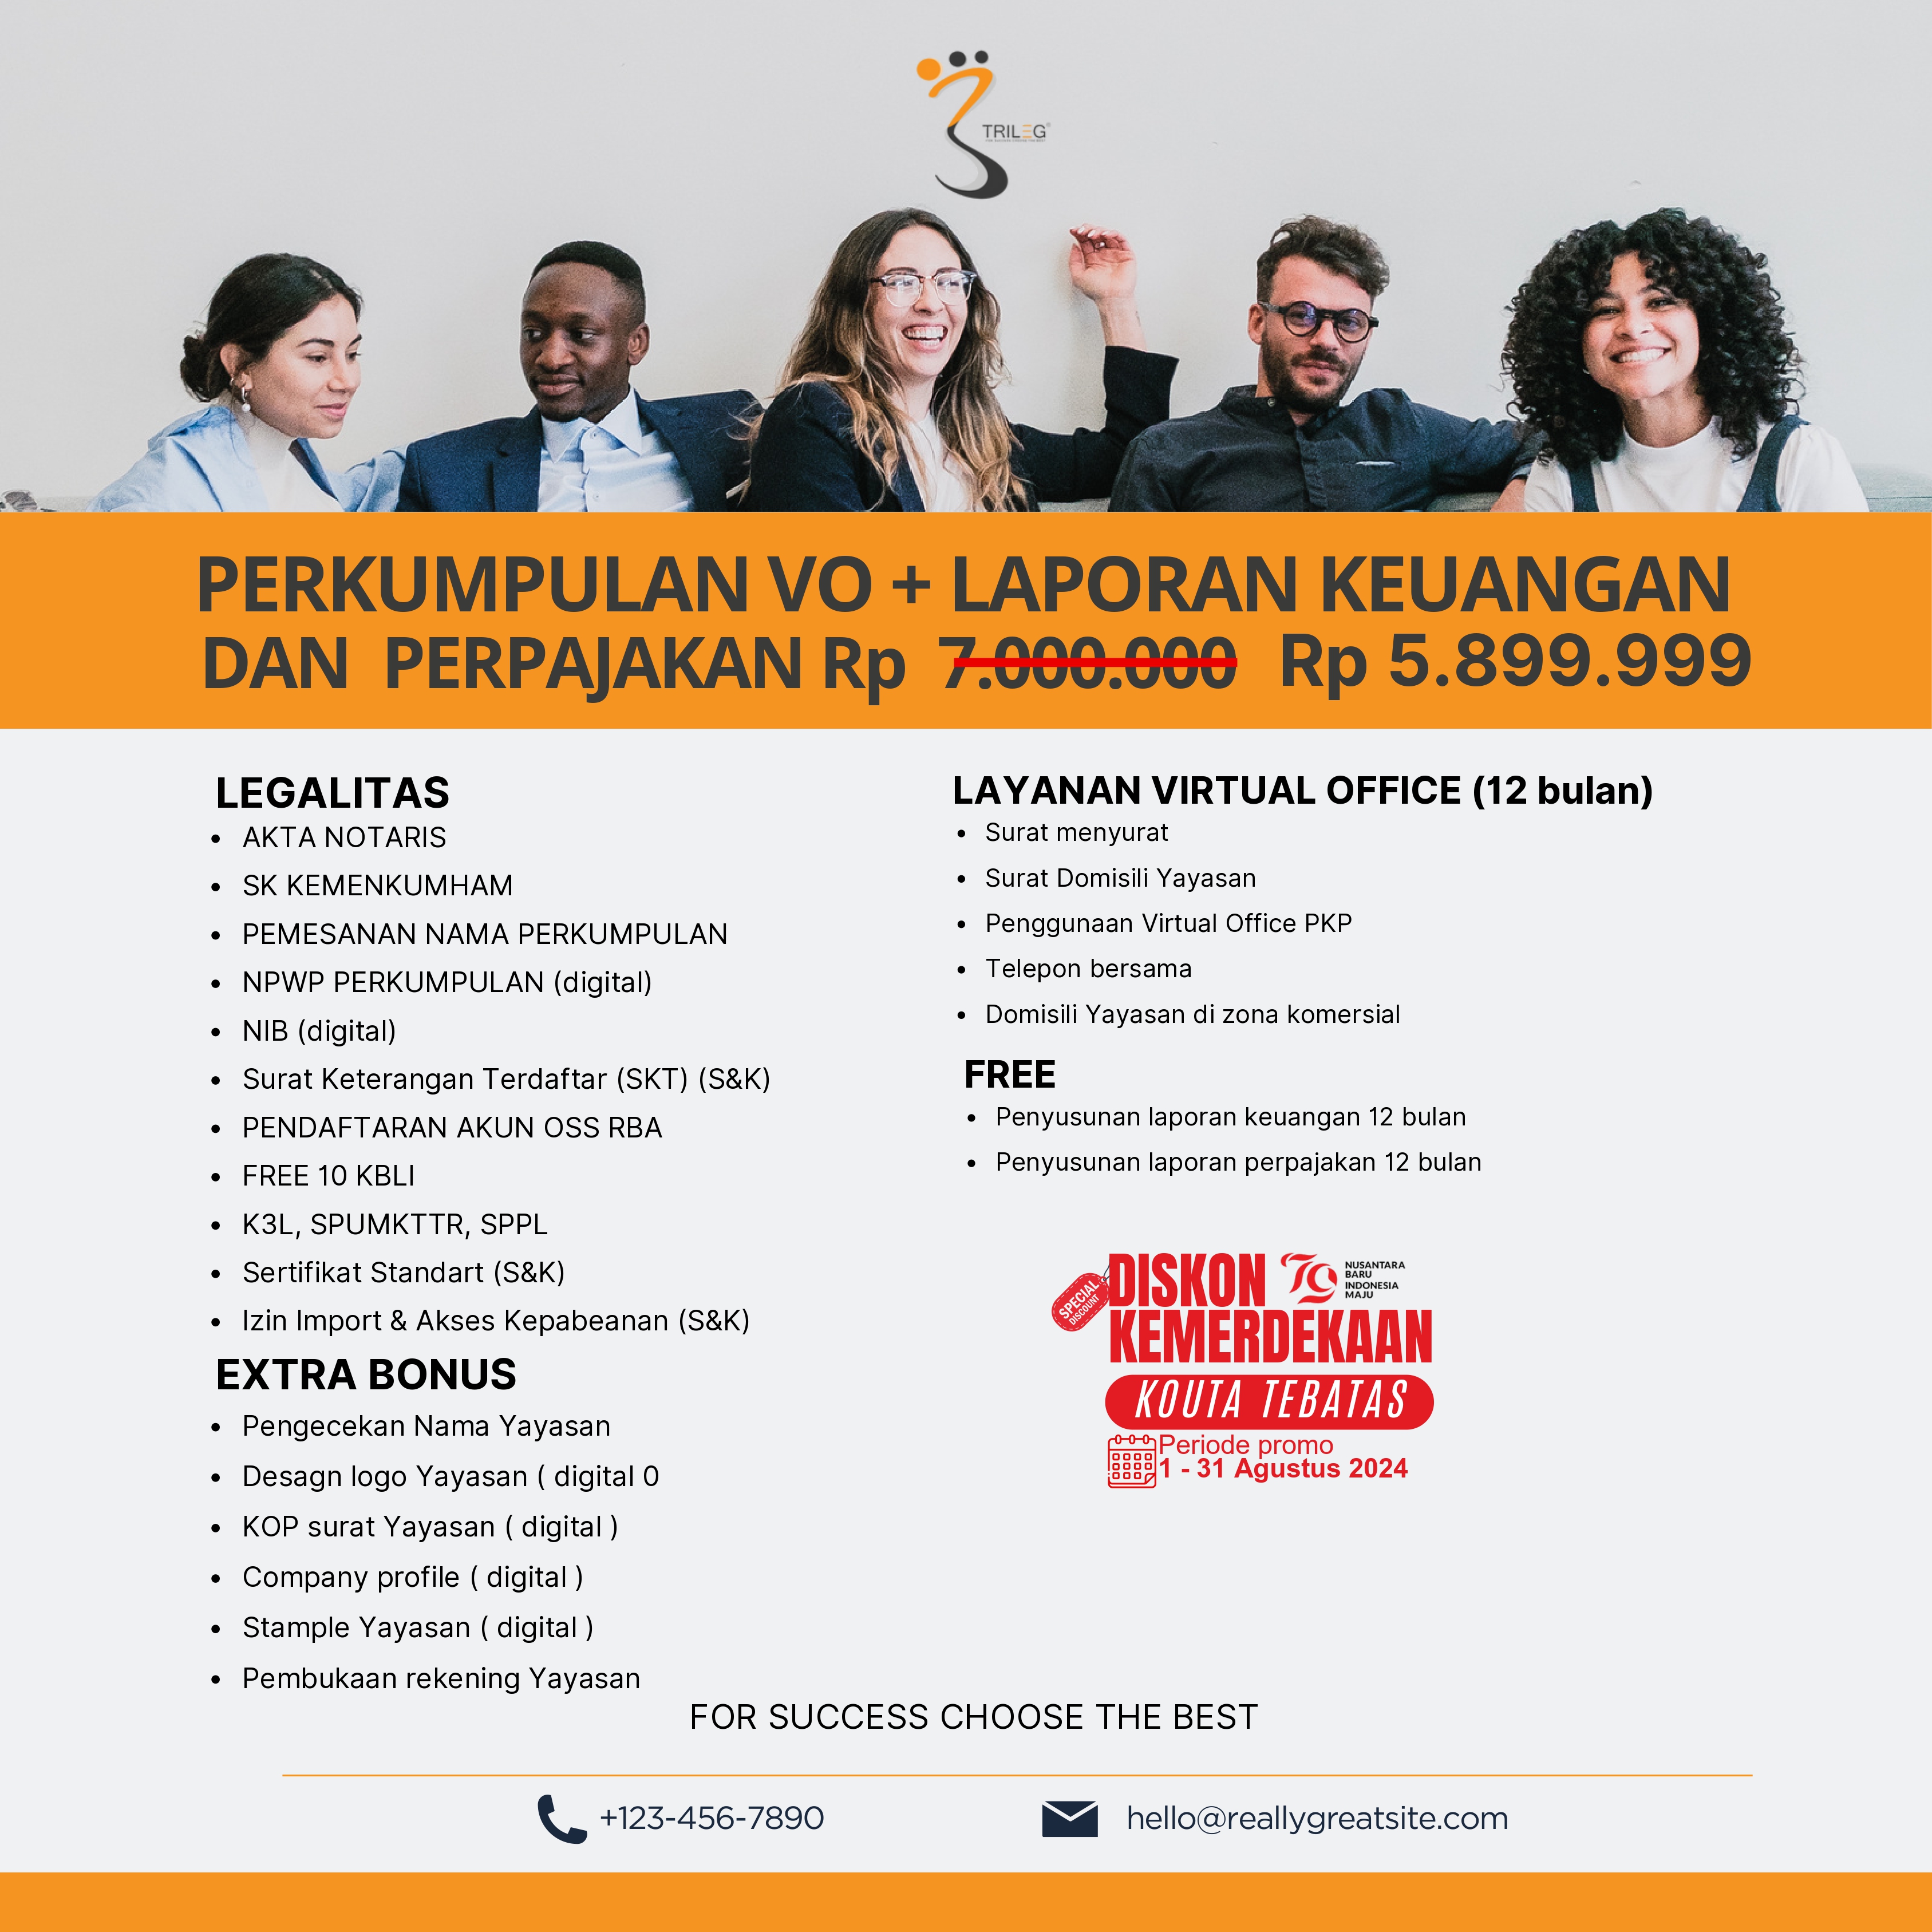 TRILEG
PERKUMPULAN VO + LAPORAN KEUANGAN
DAN PERPAJAKAN Rp 7.000.000 Rp 5.899.999
LEGALITAS
• AKTA NOTARIS
• SK KEMENKUMHAM
• PEMESANAN NAMA PERKUMPULAN
• NPWP PERKUMPULAN (digital)
• NIB (digital)
• Surat Keterangan Terdaftar (SKT) (S&K)
• PENDAFTARAN AKUN OSS RBA
• FREE 10 KBLI
• K3L, SPUMKTTR, SPPL
• Sertifikat Standart (S&K)
• Izin Import & Akses Kepabeanan (S&K)
EXTRA BONUS
• Pengecekan Nama Yayasan
• Desagn logo Yayasan ( digital 0
• KOP surat Yayasan ( digital )
• Company profile ( digital )
• Stample Yayasan ( digital )
• Pembukaan rekening Yayasan
LAYANAN VIRTUAL OFFICE (12 bulan)
• Surat menyurat
• Surat Domisili Yayasan
• Penggunaan Virtual Office PKP
• Telepon bersama
• Domisili Yayasan di zona komersial
FREE
• Penyusunan laporan keuangan 12 bulan
• Penyusunan laporan perpajakan 12 bulan
SPECIAL
DISCOUNT
DISKON
79
NUSANTARA
BARU
INDONESIA
MAJU
KEMERDEKAAN
KOUTA TEBATAS
Periode promo
1 - 31 Agustus 2024
FOR SUCCESS CHOOSE THE BEST
+123-456-7890
hello@reallygreatsite.com